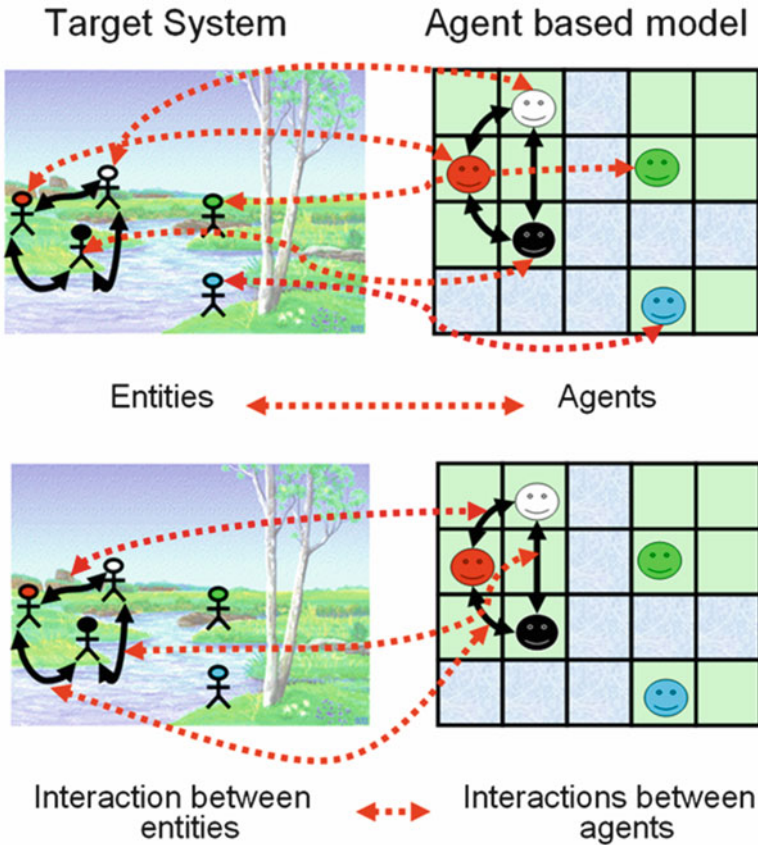 Target System
Agent based model
Entities
Agents
Interaction between
entities
Interactions between
agents